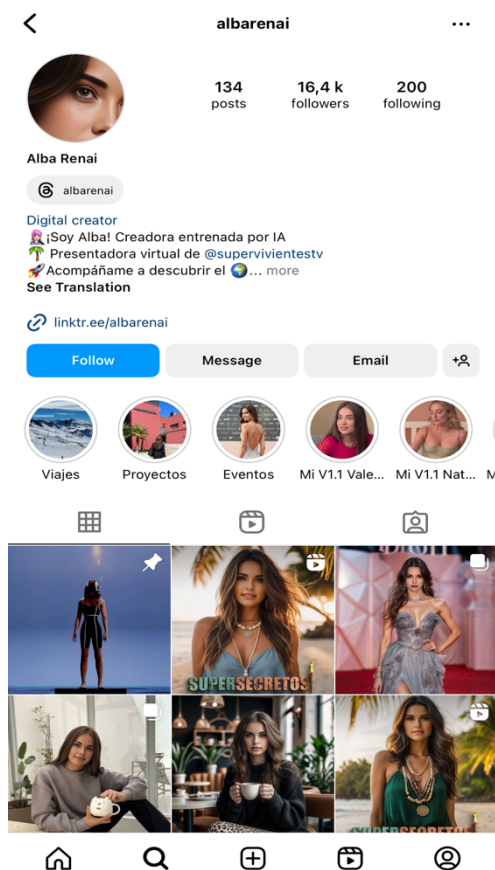 albarenai
134 16,4 k 200
posts followers following
Alba Renai
albarenai
Digital creator
¡Soy Alba! Creadora entrenada por IA
Presentadora virtual de @supervivientestv
Acompáñame a descubrir el ... more
See Translation
linktr.ee/albarenai
Follow Message Email
Viajes Proyectos Eventos Mi V1.1 Vale... Mi V1.1 Nat... M
SUPERSECRETOS
SUPERSECRETOS